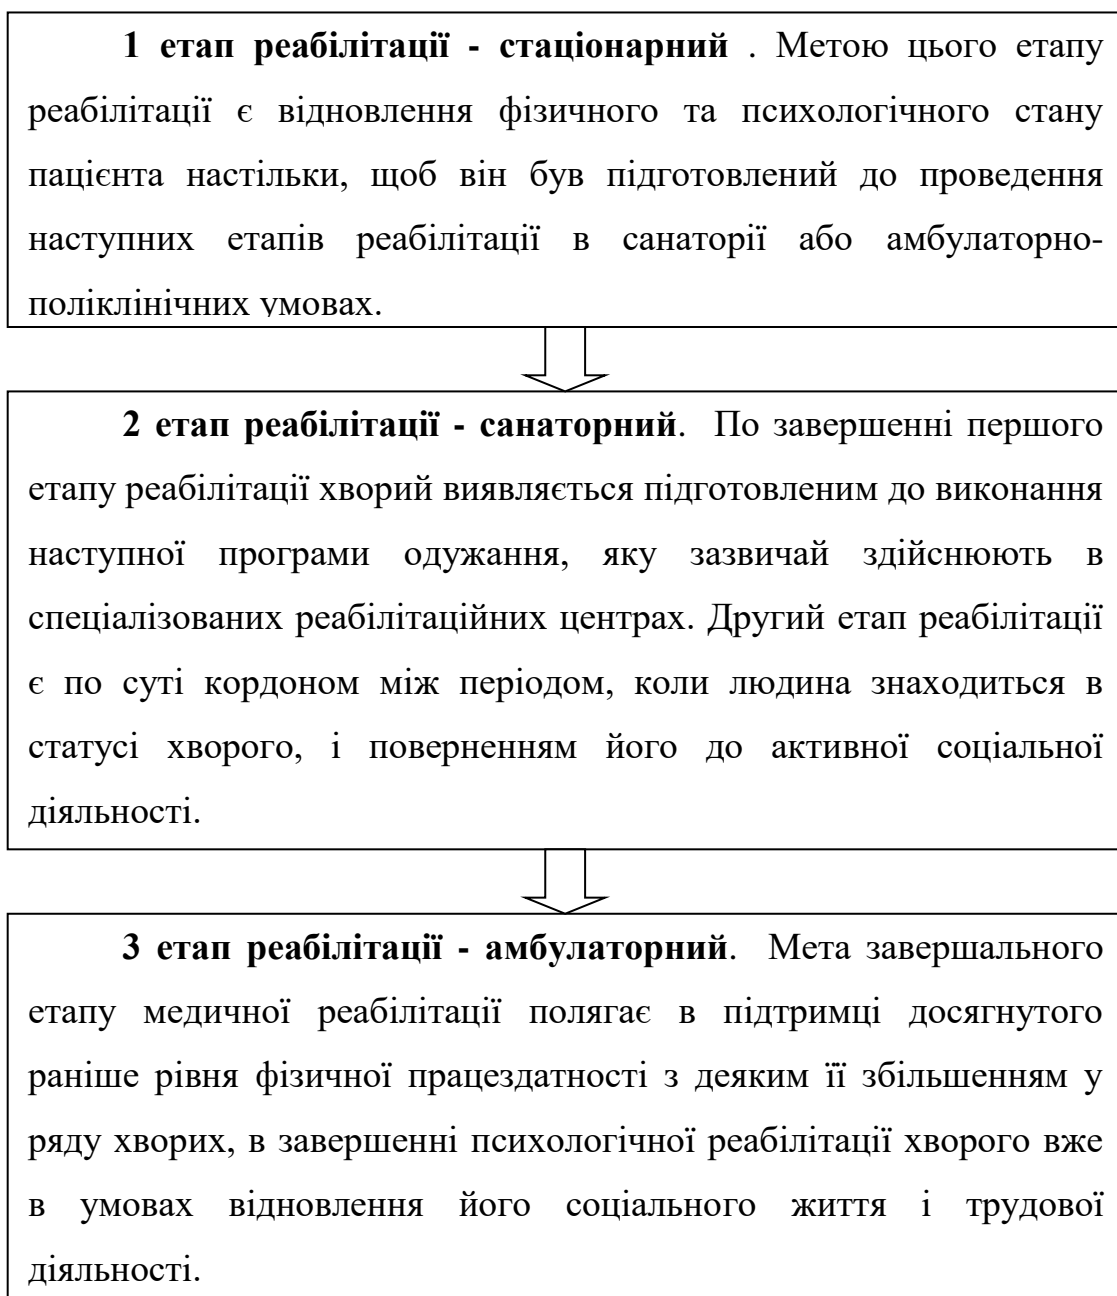 1 етап реабілітації - стаціонарний . Метою цього етапу
реабілітації є відновлення фізичного та психологічного стану
пацієнта настільки, щоб він був підготовлений до проведення
наступних етапів реабілітації в санаторії або амбулаторно-
поліклінічних умовах.
2 етап реабілітації - санаторний. По завершенні першого
етапу реабілітації хворий виявляється підготовленим до виконання
наступної програми одужання, яку зазвичай здійснюють в
спеціалізованих реабілітаційних центрах. Другий етап реабілітації
є по суті кордоном між періодом, коли людина знаходиться в
статусі хворого, і поверненням його до активної соціальної
діяльності.
3 етап реабілітації - амбулаторний. Мета завершального
етапу медичної реабілітації полягає в підтримці досягнутого
раніше рівня фізичної працездатності з деяким її збільшенням у
ряду хворих, в завершенні психологічної реабілітації хворого вже
в умовах відновлення його соціального життя і трудової
діяльності.